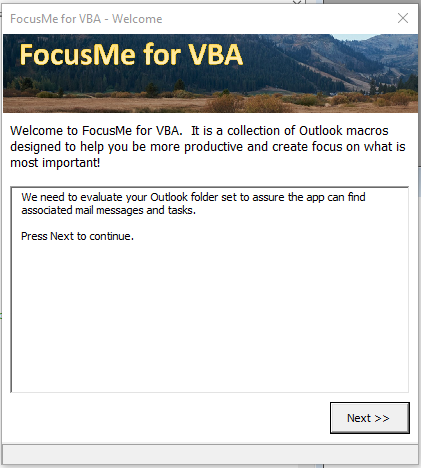 FocusMe for VBA - Welcome
FocusMe for VBA
Welcome to FocusMe for VBA.  It is a collection of Outlook macros
designed to help you be more productive and create focus on what is
most important!
We need to evaluate your Outlook folder set to assure the app can find
associated mail messages and tasks.
Press Next to continue.
Next >>